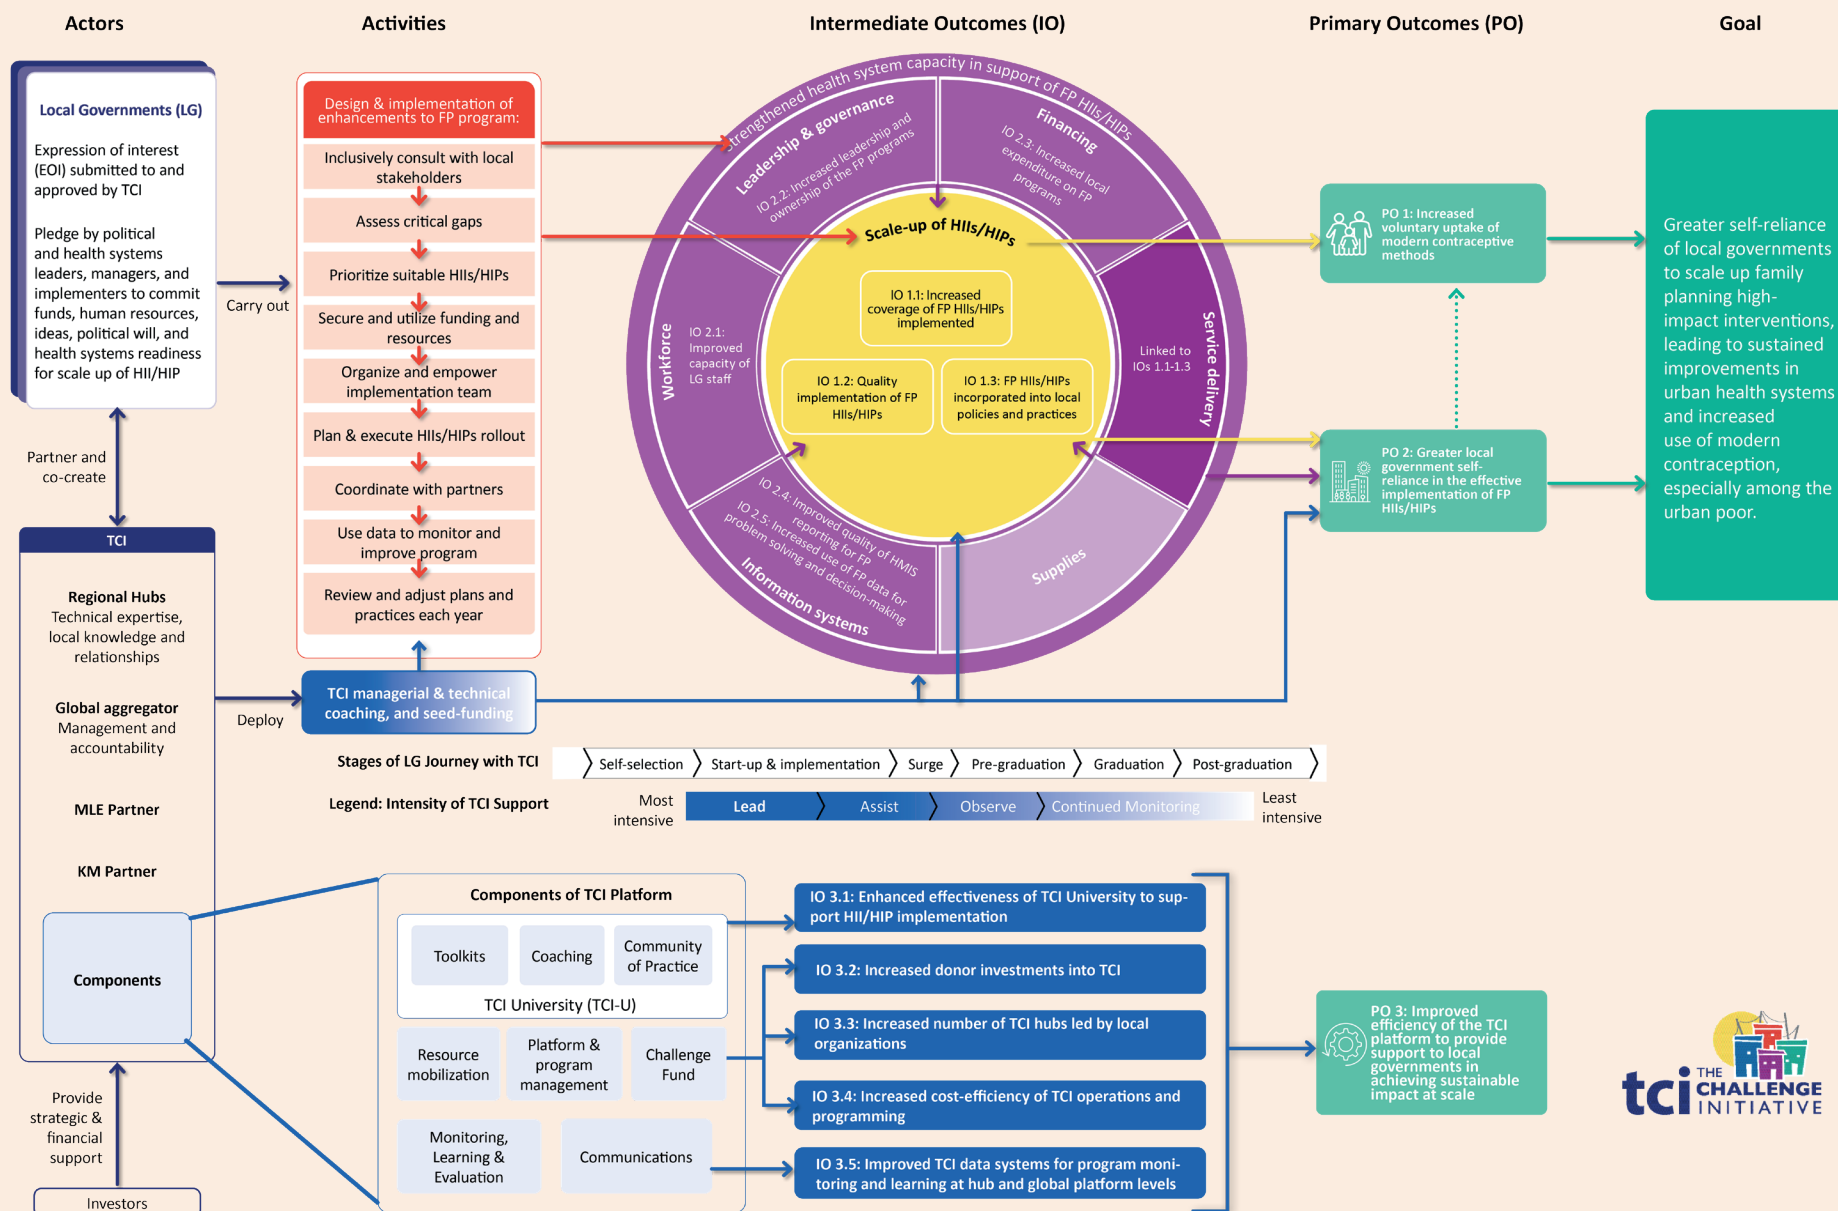 Actors
Activities
Intermediate Outcomes (IO)
Primary Outcomes (PO)
Goal
Local Governments (LG)
Expression of interest
(EOI) submitted to and
approved by TCI
Pledge by political
and health systems
leaders, managers, and
implementers to commit
funds, human resources,
ideas, political will, and
health systems readiness
for scale up of HII/HIP
Carry out
Partner and
co-create
TCI
Regional Hubs
Technical expertise,
local knowledge and
relationships
Global aggregator
Management and
accountability
MLE Partner
KM Partner
Components
Deploy
Provide
strategic &
financial
support
Investors
Design & implementation of
enhancements to FP program:
Inclusively consult with local
stakeholders
Assess critical gaps
Prioritize suitable HIIs/HIPs
Secure and utilize funding and
resources
Organize and empower
implementation team
Plan & execute HIIs/HIPs rollout
Coordinate with partners
Use data to monitor and
improve program
Review and adjust plans and
practices each year
TCI managerial & technical
coaching, and seed-funding
Strengthened health system capacity in support of FP HIIs/HIPs
Leadership & governance
IO 2.2: Increased leadership and
ownership of the FP programs
Financing
IO 2.3: Increased local
expenditure on FP
programs
Workforce
IO 2.1:
Improved
capacity of
LG staff
Service delivery
Linked to
IOs 1.1-1.3
Scale-up of HIIs/HIPs
IO 1.1: Increased
coverage of FP HIIs/HIPs
implemented
IO 1.2: Quality
implementation of FP
HIIs/HIPs
IO 1.3: FP HIIs/HIPs
incorporated into local
policies and practices
IO 2.4: Improved quality of HMIS
reporting for FP
IO 2.5: Increased use of FP data for
problem solving and decision-making
Information systems
Supplies
PO 1: Increased
voluntary uptake of
modern contraceptive
methods
PO 2: Greater local
government self-
reliance in the effective
implementation of FP
HIIs/HIPs
Greater self-reliance
of local governments
to scale up family
planning high-
impact interventions,
leading to sustained
improvements in
urban health systems
and increased
use of modern
contraception,
especially among the
urban poor.
Stages of LG Journey with TCI
Self-selection
Start-up & implementation
Surge
Pre-graduation
Graduation
Post-graduation
Legend: Intensity of TCI Support
Most
intensive
Lead
Assist
Observe
Continued Monitoring
Least
intensive
Components of TCI Platform
Toolkits
Coaching
Community
of Practice
TCI University (TCI-U)
Resource
mobilization
Platform &
program
management
Challenge
Fund
Monitoring,
Learning &
Evaluation
Communications
IO 3.1: Enhanced effectiveness of TCI University to sup-
port HII/HIP implementation
IO 3.2: Increased donor investments into TCI
IO 3.3: Increased number of TCI hubs led by local
organizations
IO 3.4: Increased cost-efficiency of TCI operations and
programming
IO 3.5: Improved TCI data systems for program moni-
toring and learning at hub and global platform levels
PO 3: Improved
efficiency of the TCI
platform to provide
support to local
governments in
achieving sustainable
impact at scale
tci THE
CHALLENGE
INITIATIVE